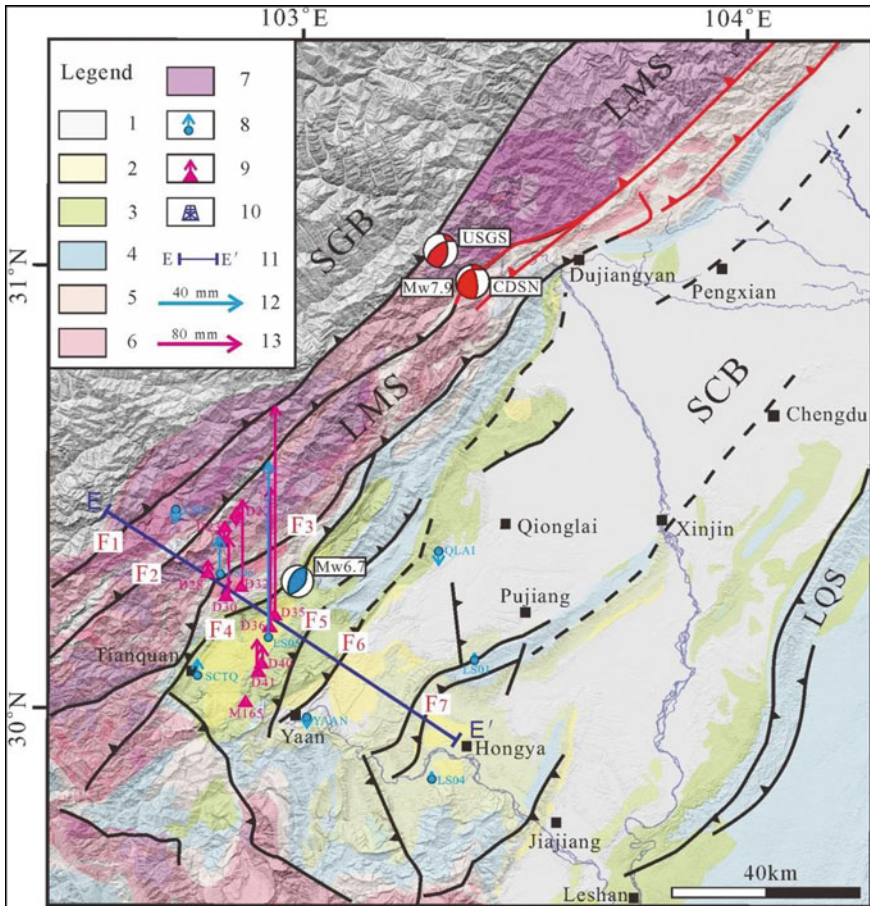 103°E
104°E
Legend
7
LMS
1
8
2
9
3
10
SGB
USGS
31°N
4
E E′
11
Mw7.9
CDSN
Dujiangyan
Pengxian
5
40 mm
12
6
80 mm
13
SCB
LMS
Chengdu
E
F1
F3
Qionglai
Xinjin
QLAI
F2
Mw6.7
D30
D32
Pujiang
LQS
F4
D36
D35
F5
LS05
F6
Tianquan
SCTQ
D40
D41
LS01
M165
F7
30°N
YAAN
Yaan
E′
Hongya
LS04
Jiajiang
40km
Leshan